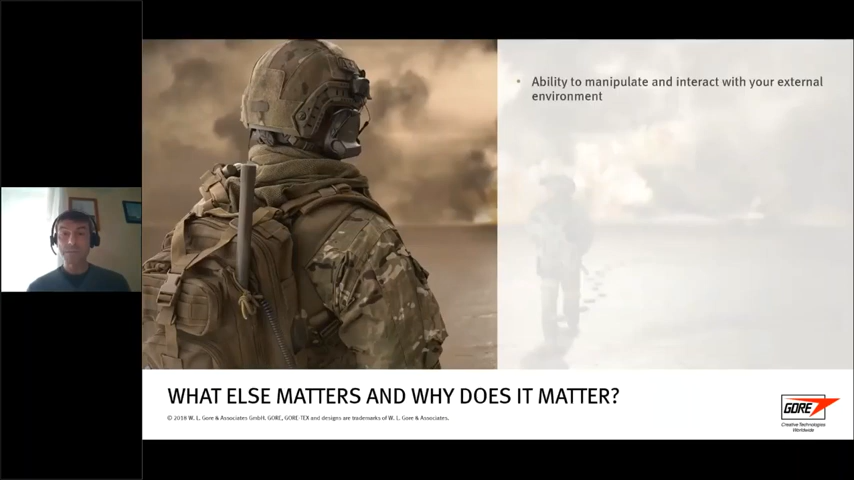 • Ability to manipulate and interact with your external
environment
WHAT ELSE MATTERS AND WHY DOES IT MATTER?
© 2018 W. L. Gore & Associates GmbH. GORE, GORE-TEX and designs are trademarks of W. L. Gore & Associates.
GORE
Creative Technologies
Worldwide